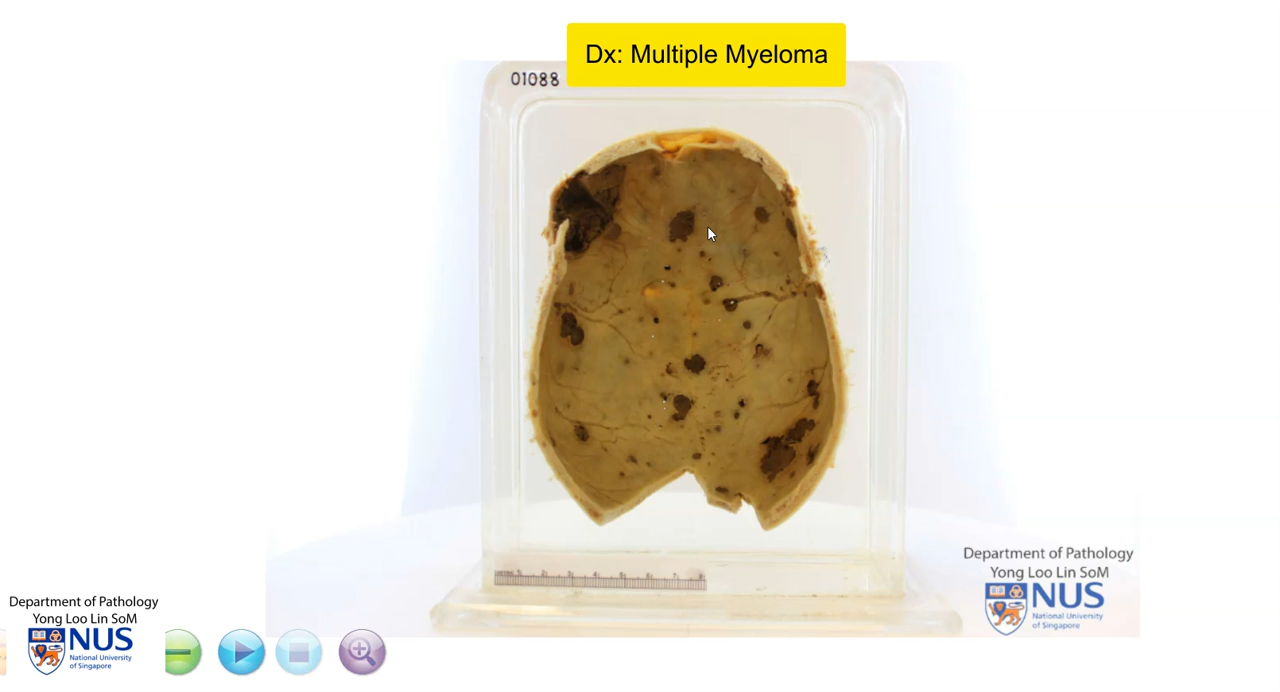 Dx: Multiple Myeloma
01088
Department of Pathology
Yong Loo Lin SoM
NUS
National University
of Singapore
Department of Pathology
Yong Loo Lin SoM
NUS
National University
of Singapore